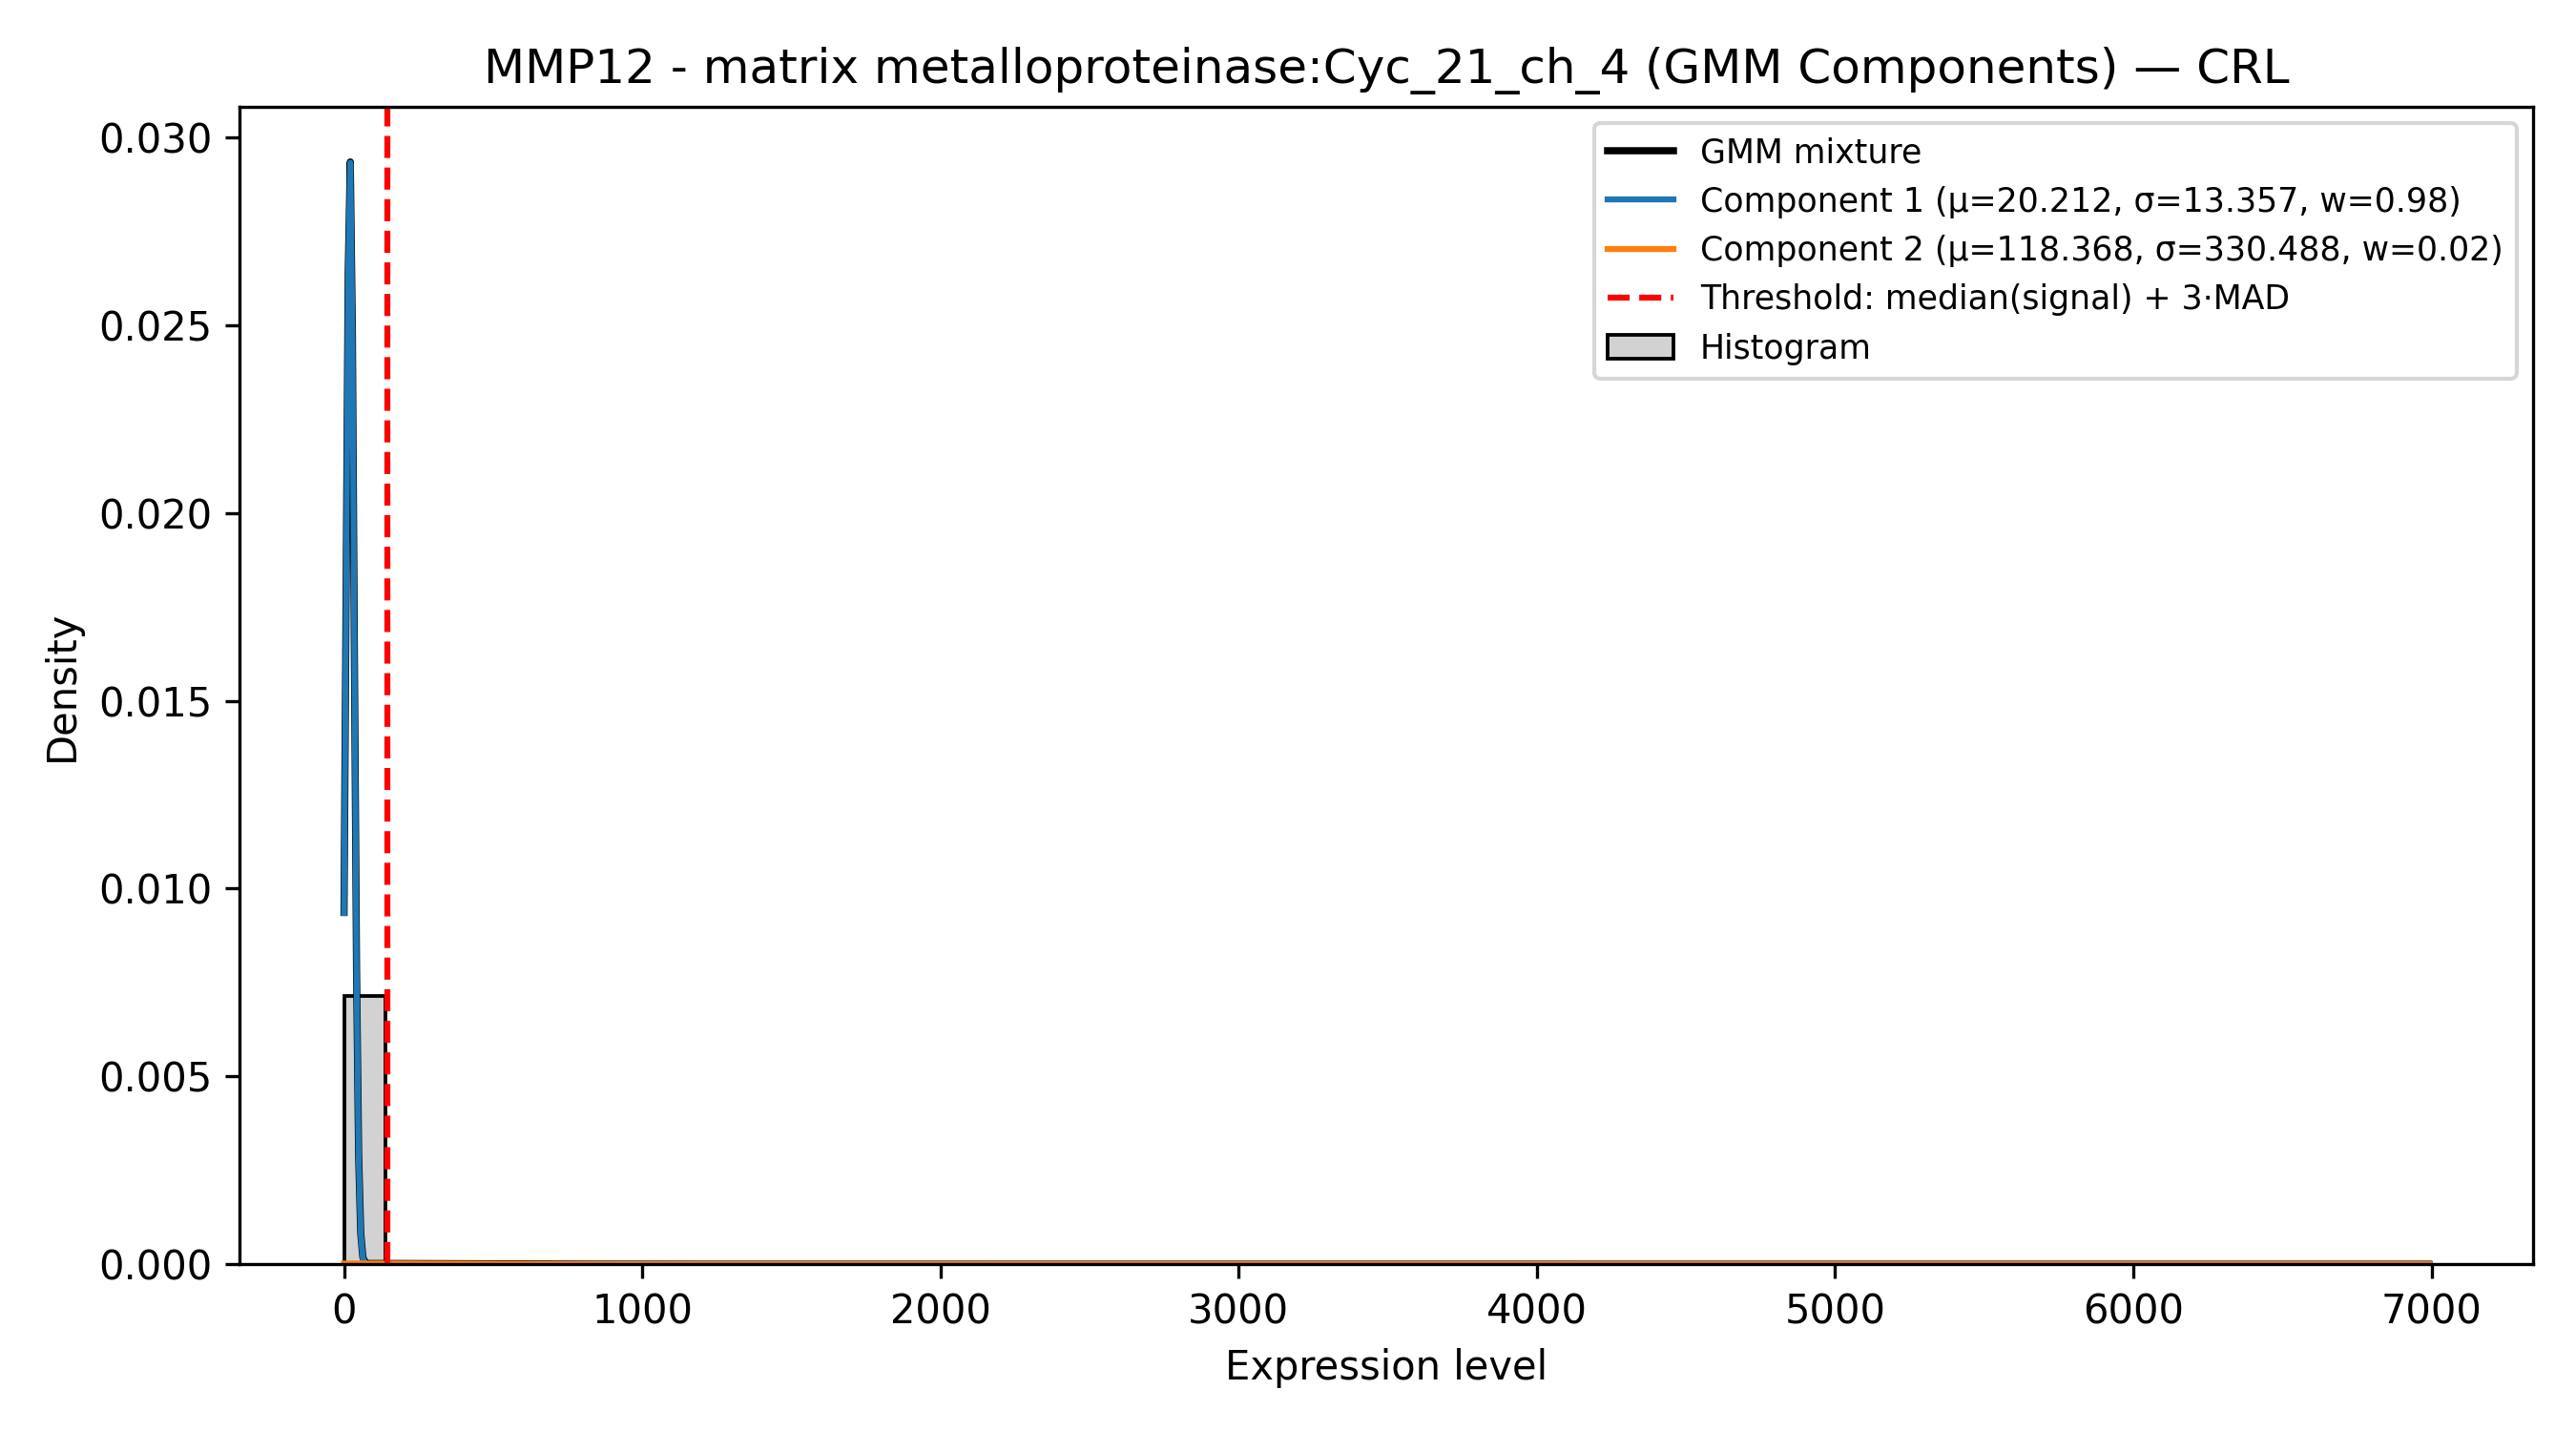 MMP12 - matrix metalloproteinase:Cyc_21_ch_4 (GMM Components) — CRL
GMM mixture
Component 1 (μ=20.212, σ=13.357, w=0.98)
Component 2 (μ=118.368, σ=330.488, w=0.02)
Threshold: median(signal) + 3·MAD
Histogram
Density
0.030
0.025
0.020
0.015
0.010
0.005
0.000
0 1000 2000 3000 4000 5000 6000 7000
Expression level